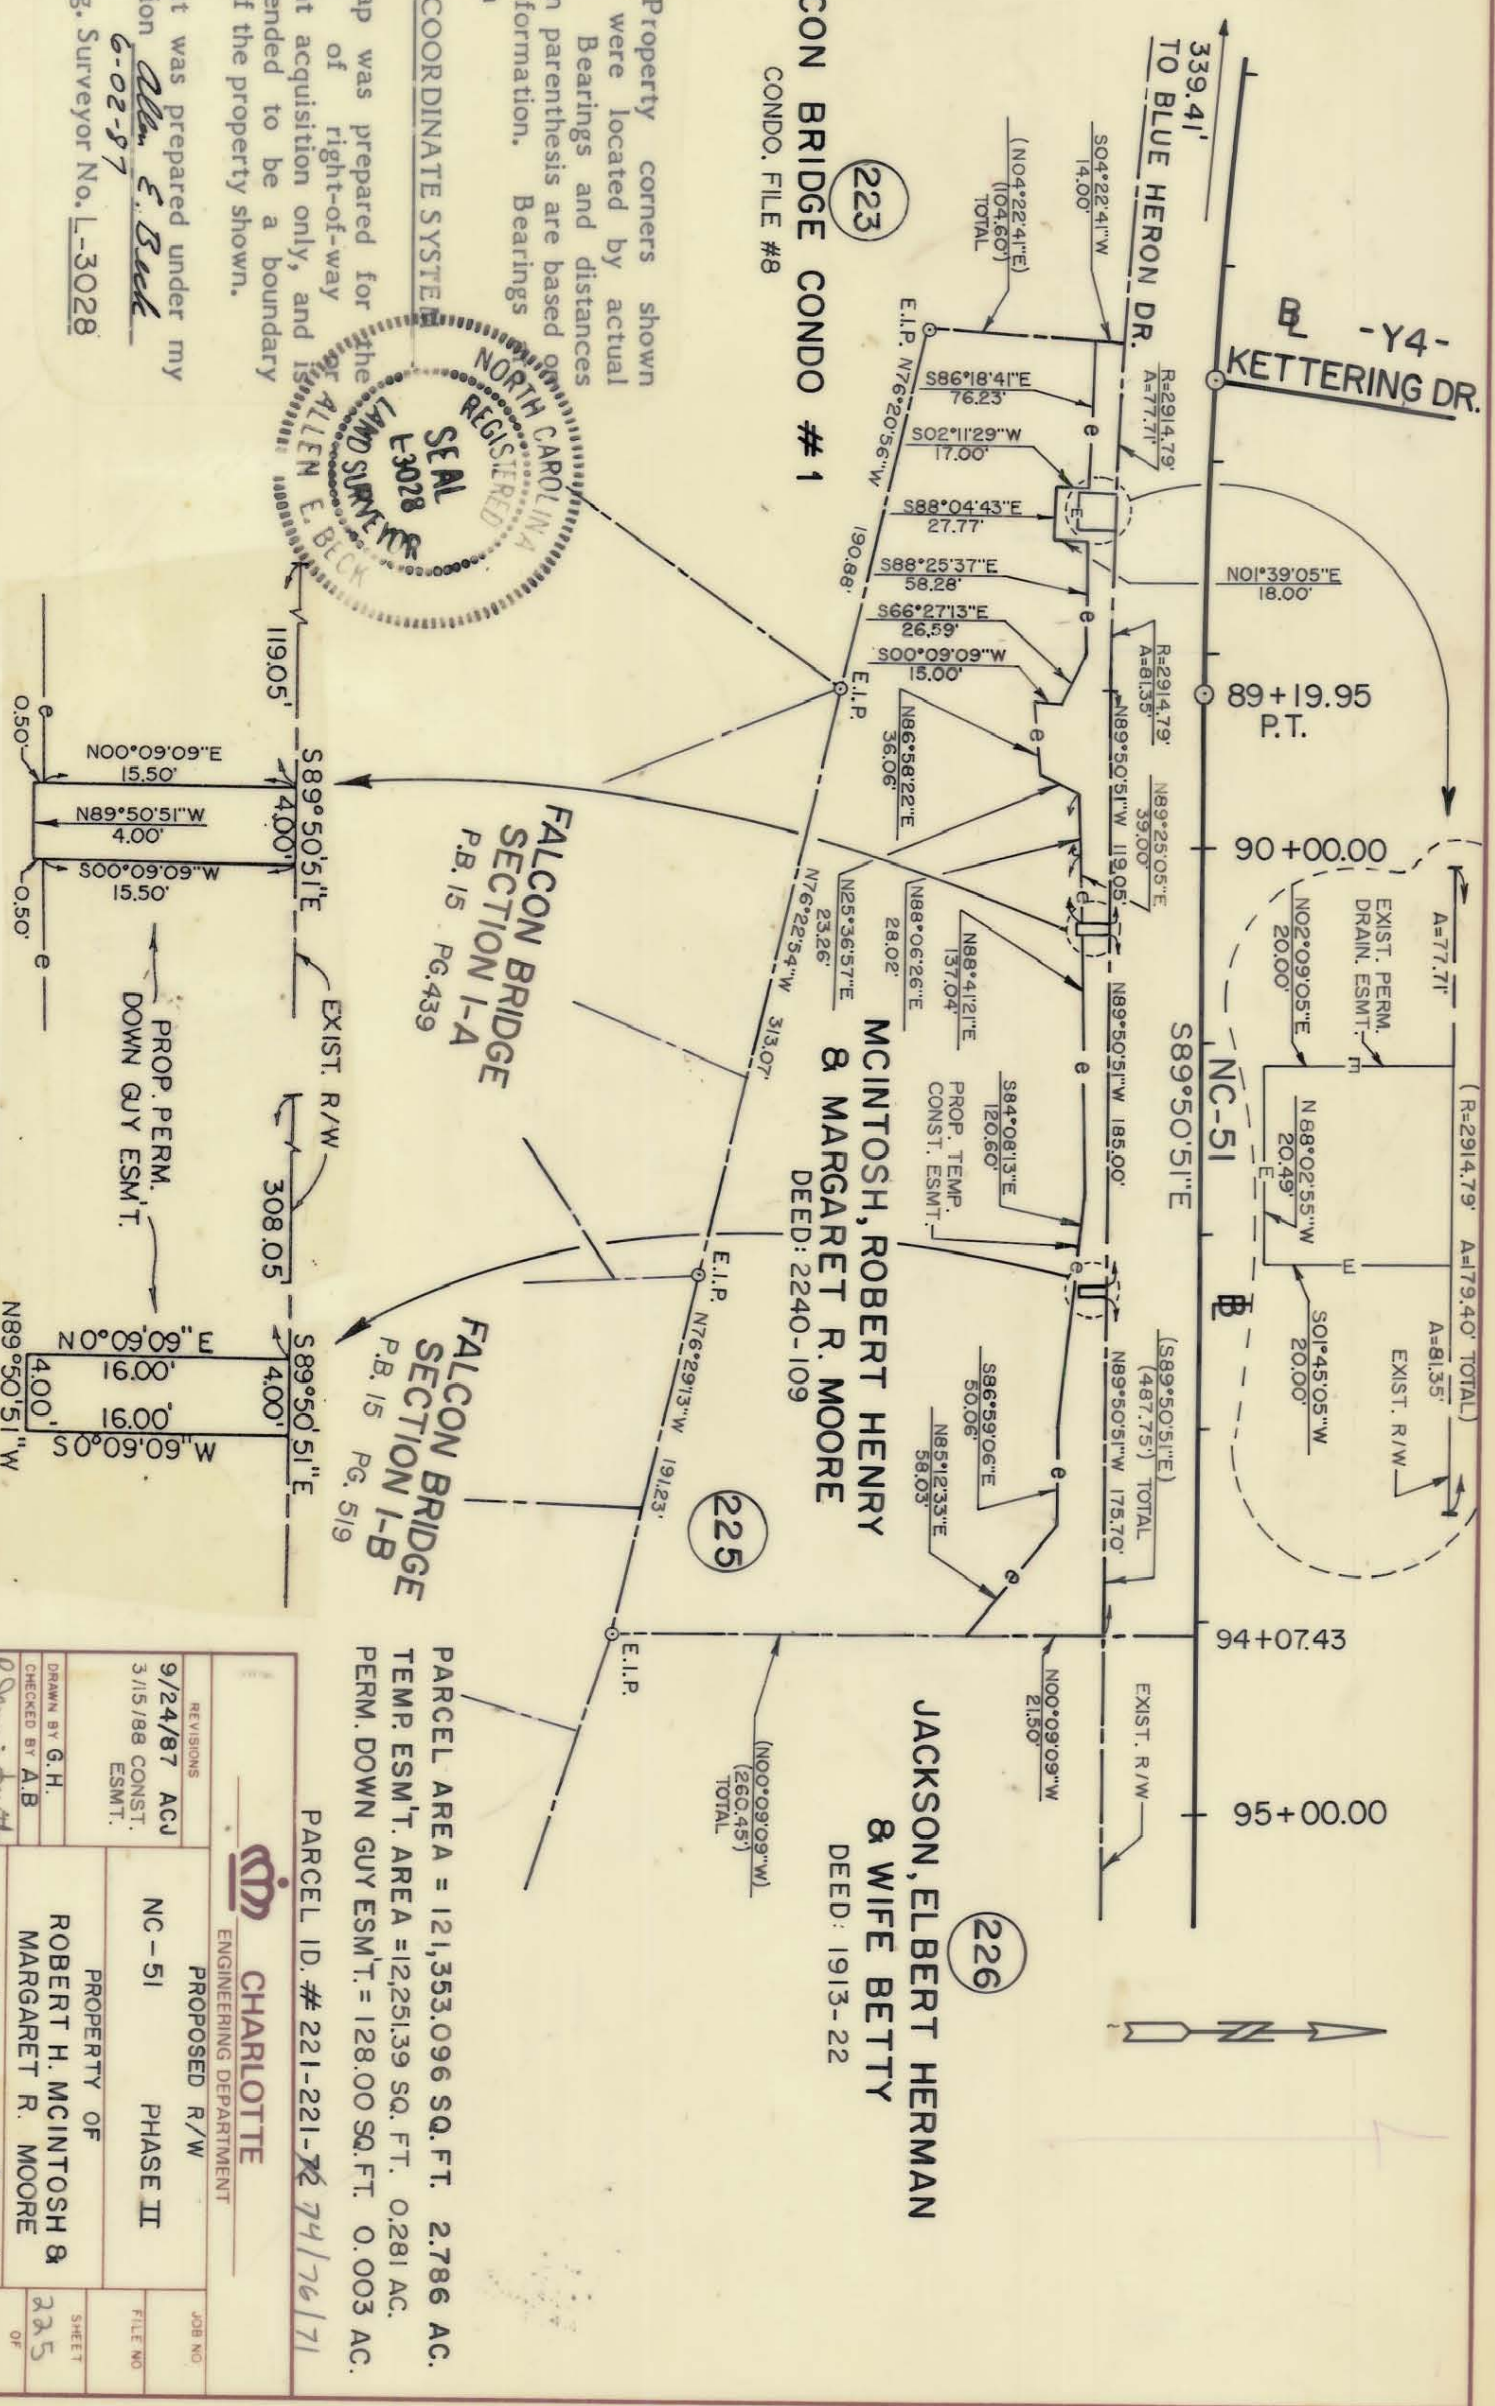 339.41'
TO BLUE HERON DR.
℄ -Y4-
KETTERING DR.
89+19.95
P.T.
90+00.00
94+07.43
95+00.00
NC-51
S89°50'51"E
(R=2914.79' A=179.40' TOTAL)
A=77.71'
A=81.35'
EXIST. PERM.
DRAIN. ESMT.
N02°09'05"E
20.00'
N88°02'55"W
20.49'
S01°45'05"W
20.00'
EXIST. R/W
E
E
E
R=2914.79'
A=77.71'
N01°39'05"E
18.00'
R=2914.79'
A=81.35'
N89°50'51"W 119.05'
N89°25'05"E
39.00'
N89°50'51"W 185.00'
(S89°50'51"E)
(487.75') TOTAL
N89°50'51"W 175.70'
EXIST. R/W
S04°22'41"W
14.00'
(N04°22'41"E)
(104.60')
TOTAL
S86°18'41"E
76.23'
S02°11'29"W
17.00'
S88°04'43"E
27.77'
S88°25'37"E
58.28'
S66°27'13"E
26.59'
S00°09'09"W
15.00'
N86°58'22"E
36.06'
N25°36'57"E
23.26'
N88°06'26"E
28.02'
N88°41'21"E
137.04'
PROP. TEMP.
CONST. ESMT.
S84°08'13"E
120.60'
S86°59'06"E
50.06'
N85°12'33"E
58.03'
N00°09'09"W
21.50'
(N00°09'09"W)
(260.45')
TOTAL
E.I.P.
N76°20'56"W 190.88'
E.I.P.
N76°22'54"W 313.07'
E.I.P.
N76°29'13"W 191.23'
E.I.P.
223
CON BRIDGE CONDO #1
CONDO. FILE #8
MCINTOSH, ROBERT HENRY
& MARGARET R. MOORE
DEED: 2240-109
225
226
JACKSON, ELBERT HERMAN
& WIFE BETTY
DEED: 1913-22
FALCON BRIDGE
SECTION I-A
P.B. 15 PG. 439
FALCON BRIDGE
SECTION I-B
P.B. 15 PG. 519
Property corners shown
were located by actual
Bearings and distances
n parenthesis are based on
Bearings
formation.
COORDINATE SYSTEM
ap was prepared for the
of right-of-way or
nt acquisition only, and is
ended to be a boundary
f the property shown.
t was prepared under my
ion Allen E. Beck
6-02-87
g. Surveyor No. L-3028
NORTH CAROLINA
REGISTERED
SEAL
L-3028
LAND SURVEYOR
ALLEN E. BECK
119.05'
S89°50'51"E
4.00'
N00°09'09"E
15.50'
N89°50'51"W
4.00'
S00°09'09"W
15.50'
0.50'
0.50'
EXIST. R/W
PROP. PERM.
DOWN GUY ESM'T.
308.05'
S89°50'51"E
4.00'
N0°09'09"E
16.00'
16.00'
S0°09'09"W
4.00'
N89°50'51"W
PARCEL AREA = 121,353.096 SQ. FT. 2.786 AC.
TEMP. ESM'T. AREA = 12,251.39 SQ. FT. 0.281 AC.
PERM. DOWN GUY ESM'T. = 128.00 SQ. FT. 0.003 AC.
PARCEL ID. # 221-221-72 74/76/71
CHARLOTTE
ENGINEERING DEPARTMENT
REVISIONS
9/24/87 ACJ
3/15/88 CONST.
ESMT.
DRAWN BY G.H.
CHECKED BY A.B
PROPOSED R/W
NC-51 PHASE II
PROPERTY OF
ROBERT H. MCINTOSH &
MARGARET R. MOORE
JOB NO
FILE NO
SHEET
225
OF